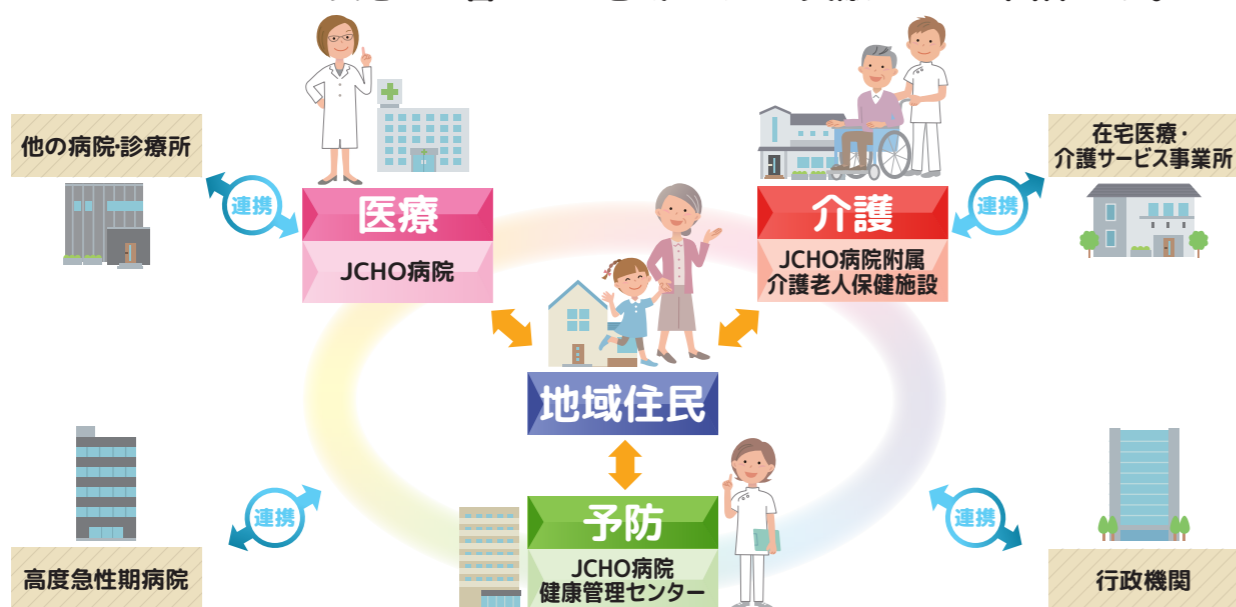 他の病院・診療所
連携
医療
JCHO病院
介護
JCHO病院附属
介護老人保健施設
連携
在宅医療・
介護サービス事業所
地域住民
高度急性期病院
連携
予防
JCHO病院
健康管理センター
連携
行政機関